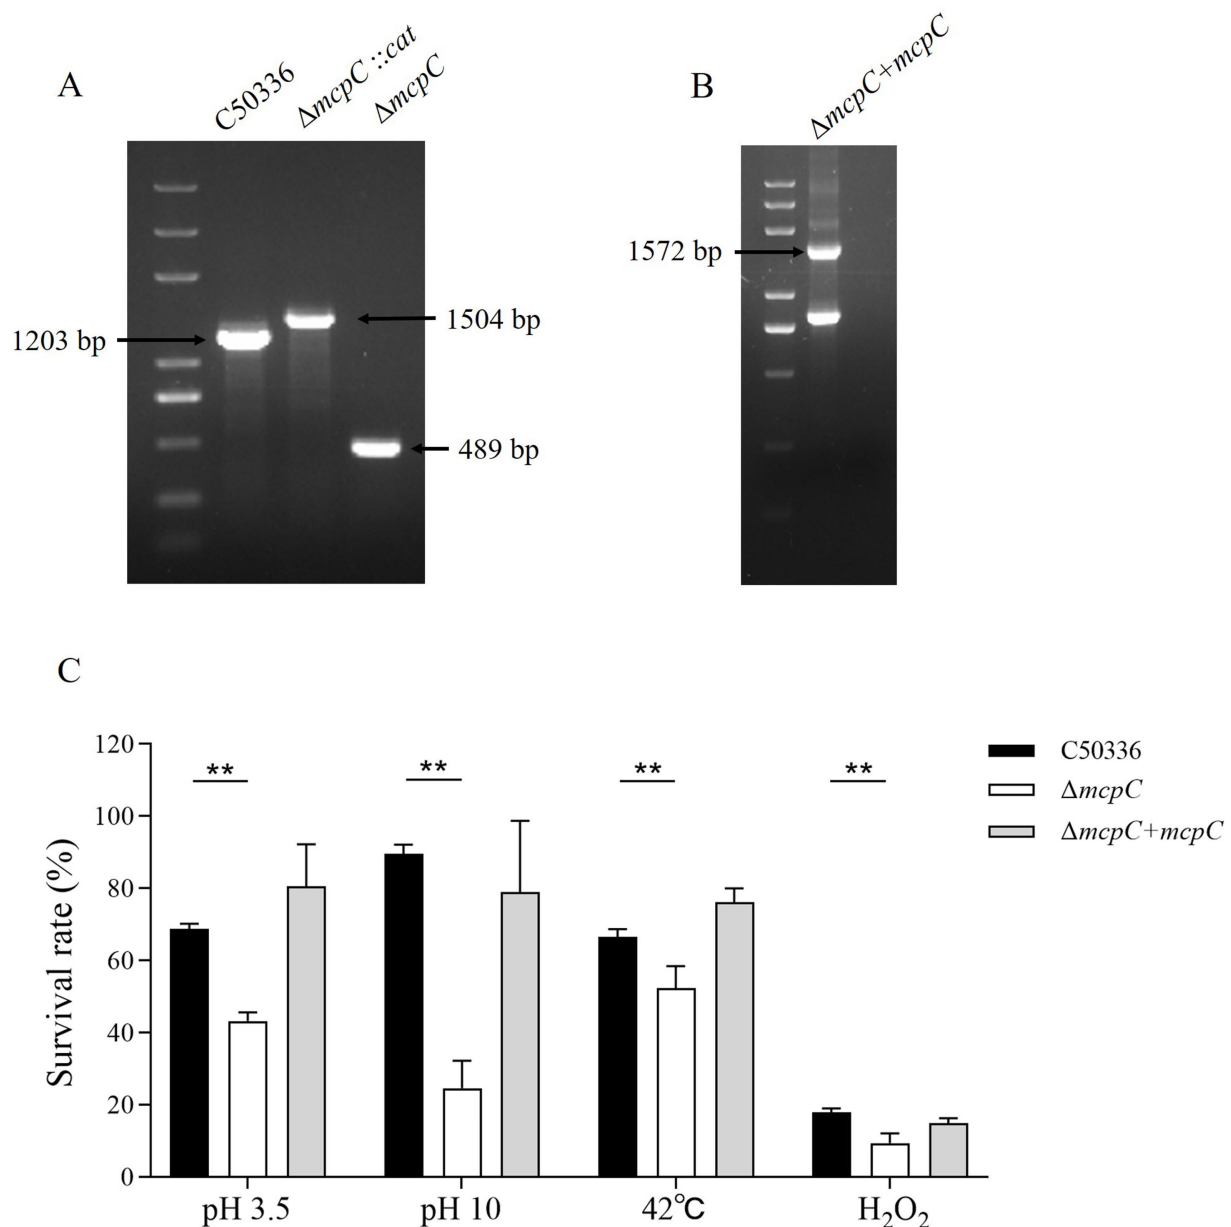 A
C50336
ΔmcpC::cat
ΔmcpC
1203 bp
1504 bp
489 bp
B
ΔmcpC+mcpC
1572 bp
C
Survival rate (%)
120
100
80
60
40
20
0
**
**
**
**
pH 3.5
pH 10
42℃
H₂O₂
C50336
ΔmcpC
ΔmcpC+mcpC